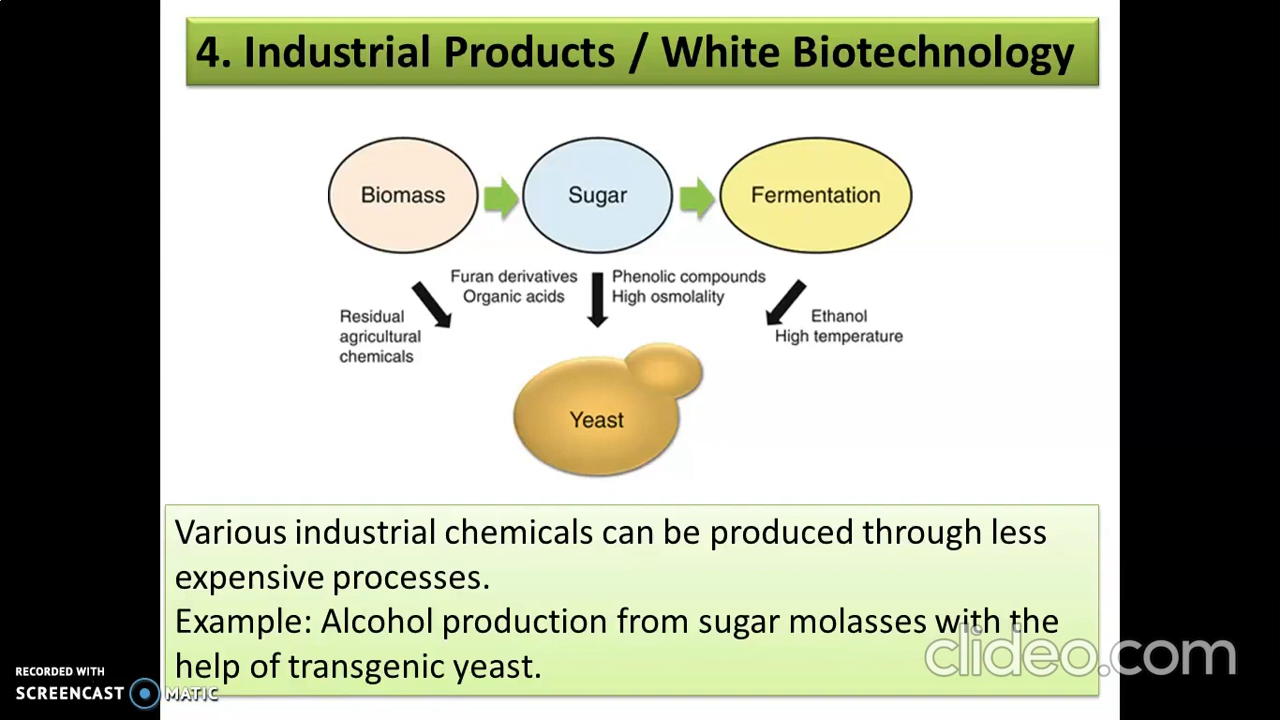 4. Industrial Products / White Biotechnology
Biomass
Sugar
Fermentation
Furan derivatives
Organic acids
Phenolic compounds
High osmolality
Residual
agricultural
chemicals
Ethanol
High temperature
Yeast
Various industrial chemicals can be produced through less
expensive processes.
Example: Alcohol production from sugar molasses with the
help of transgenic yeast.
clideo.com
RECORDED WITH
SCREENCAST MATIC